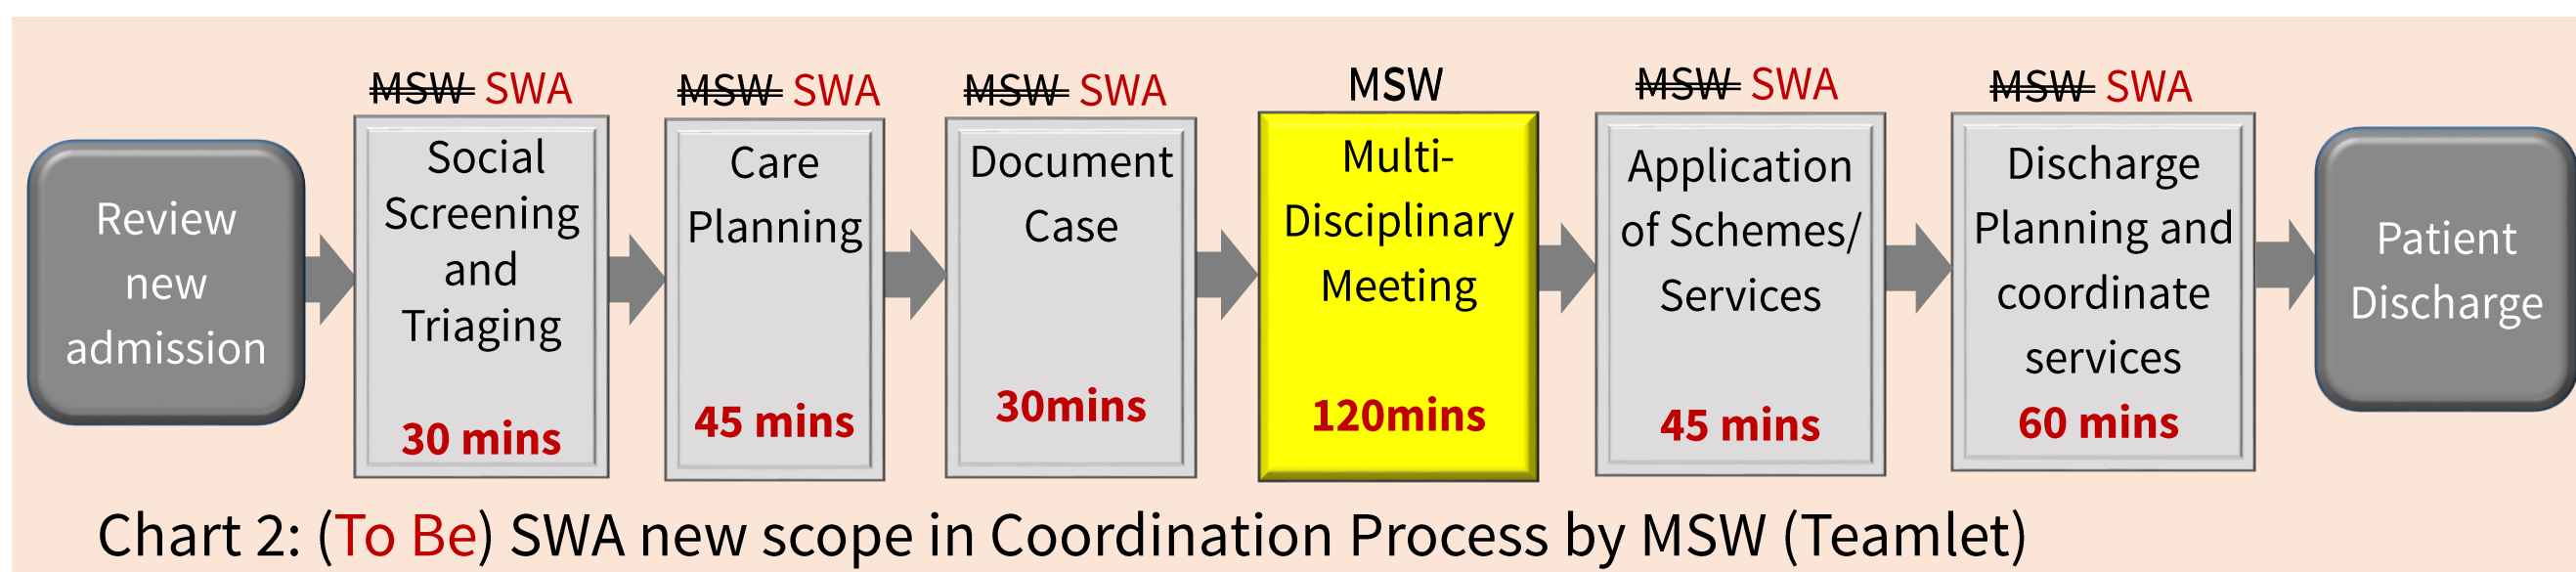 Review
new
admission
MSW SWA
Social
Screening
and
Triaging
30 mins
MSW SWA
Care
Planning
45 mins
MSW SWA
Document
Case
30mins
MSW
Multi-
Disciplinary
Meeting
120mins
MSW SWA
Application
of Schemes/
Services
45 mins
MSW SWA
Discharge
Planning and
coordinate
services
60 mins
Patient
Discharge
Chart 2: (To Be) SWA new scope in Coordination Process by MSW (Teamlet)